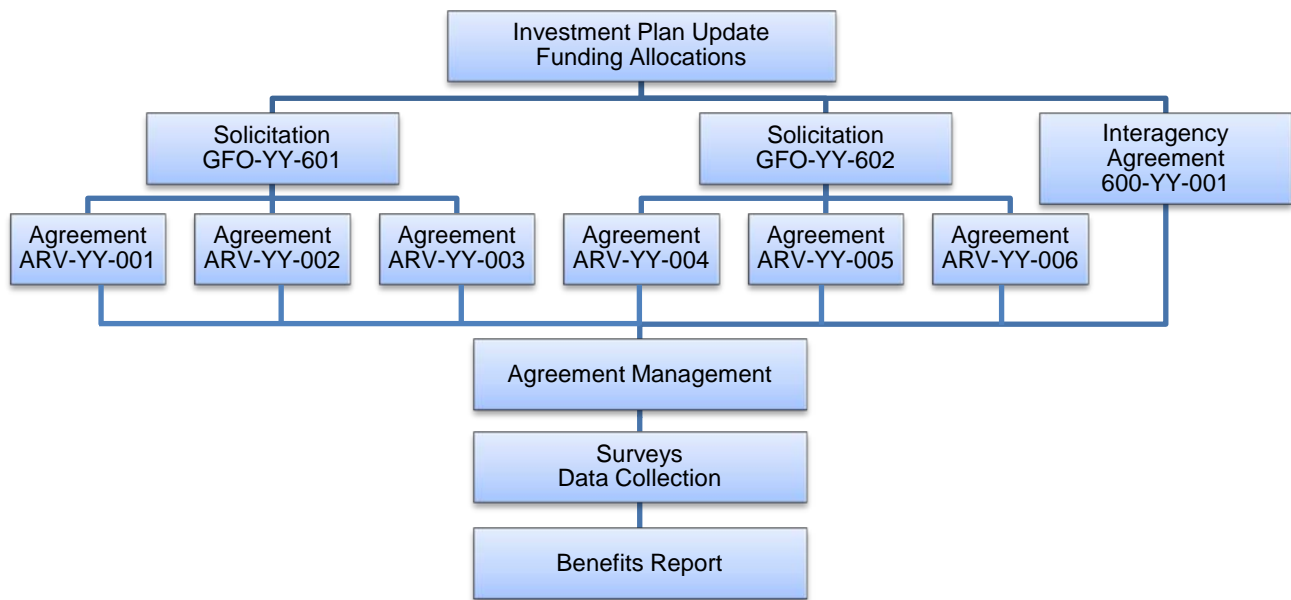 Investment Plan Update
Funding Allocations
Solicitation
GFO-YY-601
Solicitation
GFO-YY-602
Interagency
Agreement
600-YY-001
Agreement
ARV-YY-001
Agreement
ARV-YY-002
Agreement
ARV-YY-003
Agreement
ARV-YY-004
Agreement
ARV-YY-005
Agreement
ARV-YY-006
Agreement Management
Surveys
Data Collection
Benefits Report